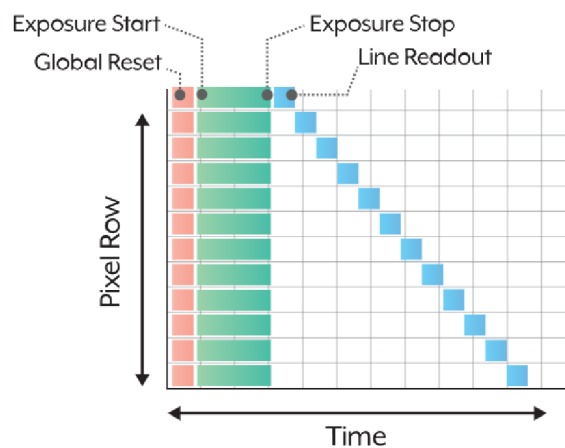 Exposure Start
Exposure Stop
Global Reset
Line Readout
Pixel Row
Time